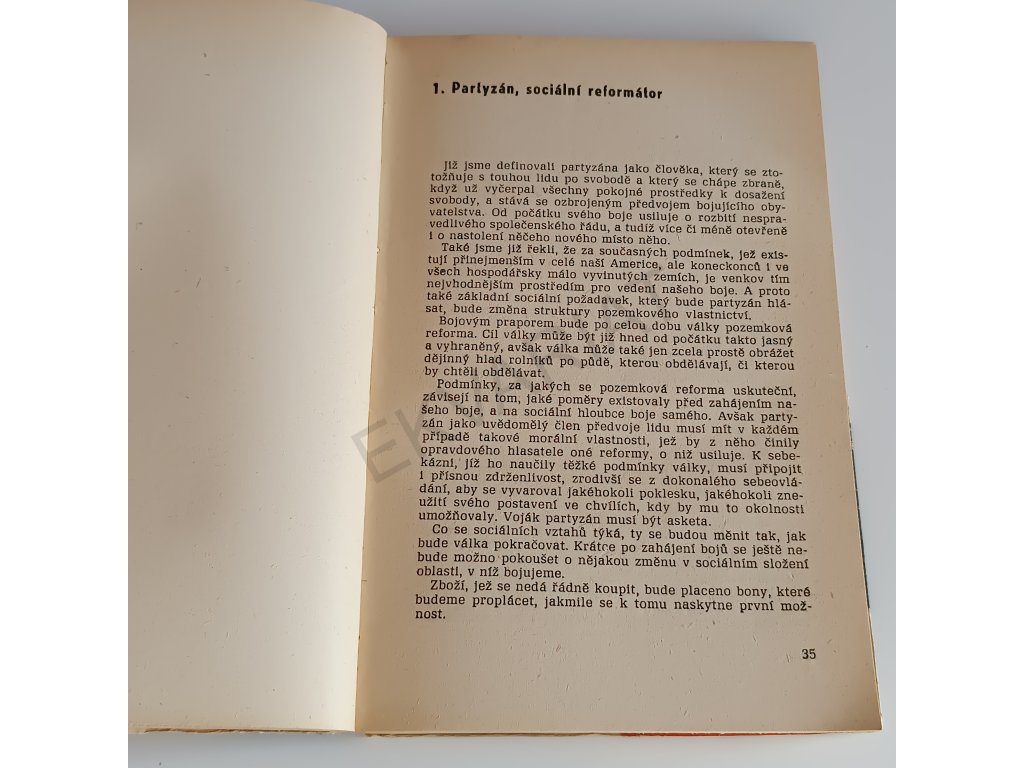 1. Partyzán, sociální reformátor
Již jsme definovali partyzána jako člověka, který se zto-
tožňuje s touhou lidu po svobodě a který se chápe zbraně,
když už vyčerpal všechny pokojné prostředky k dosažení
svobody, a stává se ozbrojeným předvojem bojujícího oby-
vatelstva. Od počátku svého boje usiluje o rozbití nespra-
vedlivého společenského řádu, a tudíž více či méně otevřeně
i o nastolení něčeho nového místo něho.
Také jsme již řekli, že za současných podmínek, jež exis-
tují přinejmenším v celé naší Americe, ale koneckonců i ve
všech hospodářsky málo vyvinutých zemích, je venkov tím
nejvhodnějším prostředím pro vedení našeho boje. A proto
také základní sociální požadavek, který bude partyzán hlá-
sat, bude změna struktury pozemkového vlastnictví.
Bojovým praporem bude po celou dobu války pozemková
reforma. Cíl války může být již hned od počátku takto jasný
a vyhraněný, avšak válka může také jen zcela prostě obrážet
dějinný hlad rolníků po půdě, kterou obdělávají, či kterou
by chtěli obdělávat.
Podmínky, za jakých se pozemková reforma uskuteční,
závisejí na tom, jaké poměry existovaly před zahájením na-
šeho boje, a na sociální hloubce boje samého. Avšak party-
zán jako uvědomělý člen předvoje lidu musí mít v každém
případě takové morální vlastnosti, jež by z něho činily
opravdového hlasatele oné reformy, o niž usiluje. K sebe-
kázni, jíž ho naučily těžké podmínky války, musí připojit
i přísnou zdrženlivost, zrodivší se z dokonalého sebeovlá-
dání, aby se vyvaroval jakéhokoli poklesku, jakéhokoli zne-
užití svého postavení ve chvílích, kdy by mu to okolnosti
umožňovaly. Voják partyzán musí být asketa.
Co se sociálních vztahů týká, ty se budou měnit tak, jak
bude válka pokračovat. Krátce po zahájení bojů se ještě ne-
bude možno pokoušet o nějakou změnu v sociálním složení
oblasti, v níž bojujeme.
Zboží, jež se nedá řádně koupit, bude placeno bony, které
budeme proplácet, jakmile se k tomu naskytne první mož-
nost.
35